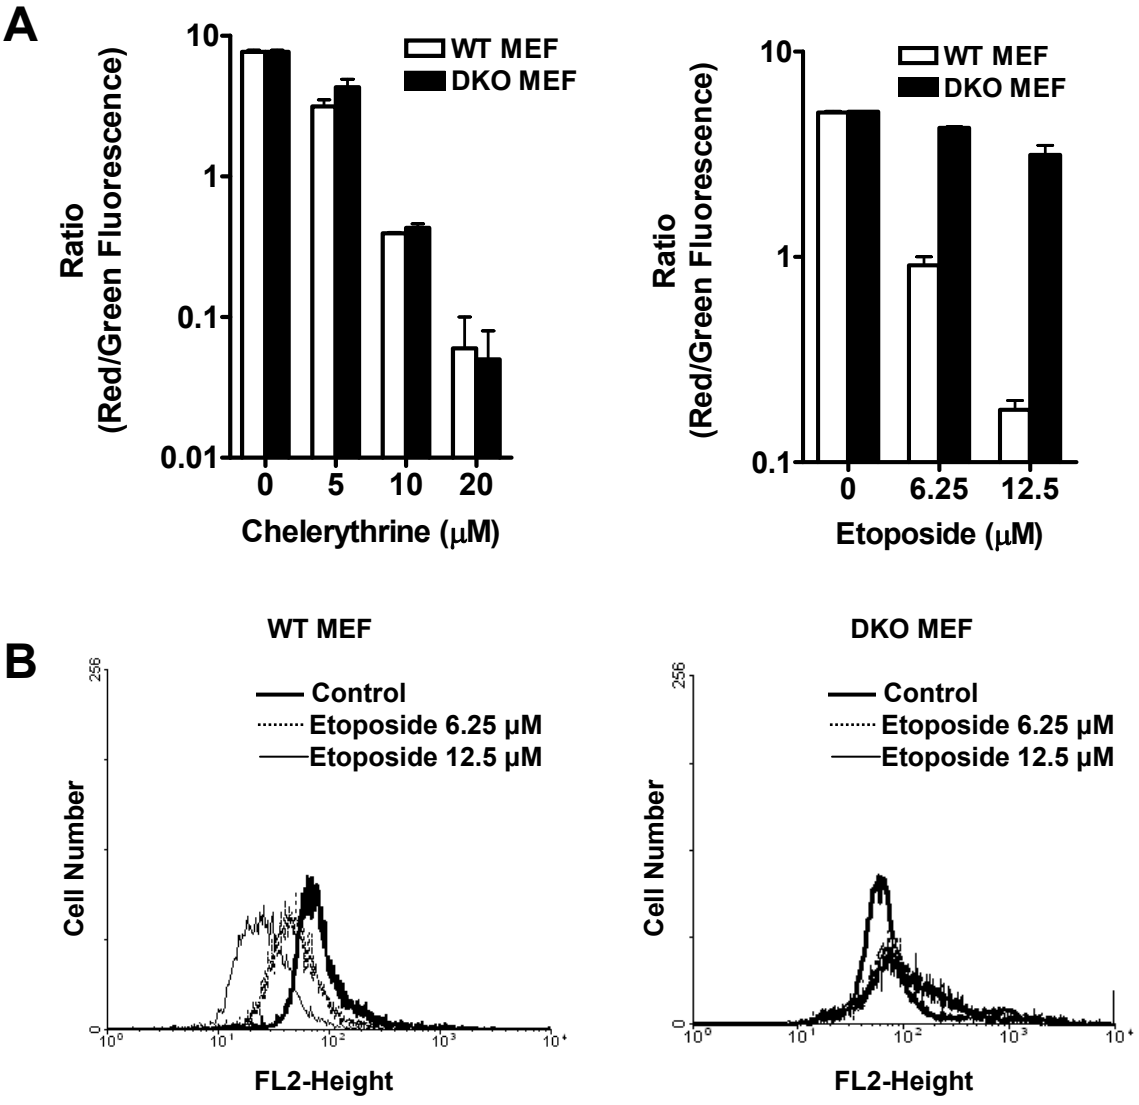 A
10
1
0.1
0.01
Ratio
(Red/Green Fluorescence)
WT MEF
DKO MEF
0 5 10 20
Chelerythrine (μM)
10
1
0.1
Ratio
(Red/Green Fluorescence)
WT MEF
DKO MEF
0 6.25 12.5
Etoposide (μM)
B
WT MEF
256
0
Cell Number
Control
Etoposide 6.25 μM
Etoposide 12.5 μM
10⁰ 10¹ 10² 10³ 10⁴
FL2-Height
DKO MEF
256
0
Cell Number
Control
Etoposide 6.25 μM
Etoposide 12.5 μM
10⁰ 10¹ 10² 10³ 10⁴
FL2-Height